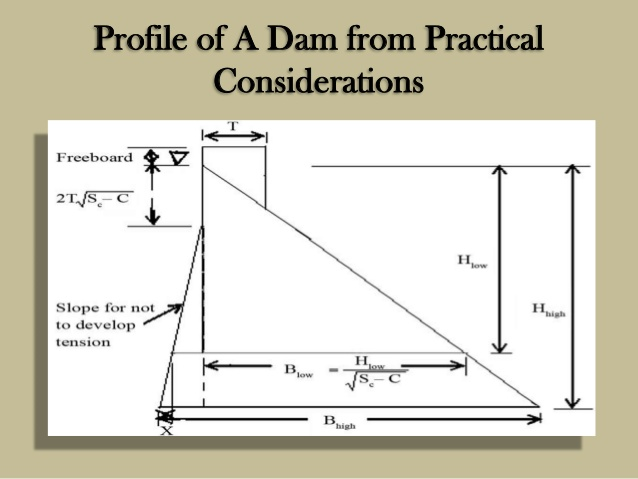 Profile of A Dam from Practical
Considerations
T
Freeboard
2T√S_c – C
H_low
H_high
Slope for not
to develop
tension
B_low = H_low / √S_c – C
B_high
X